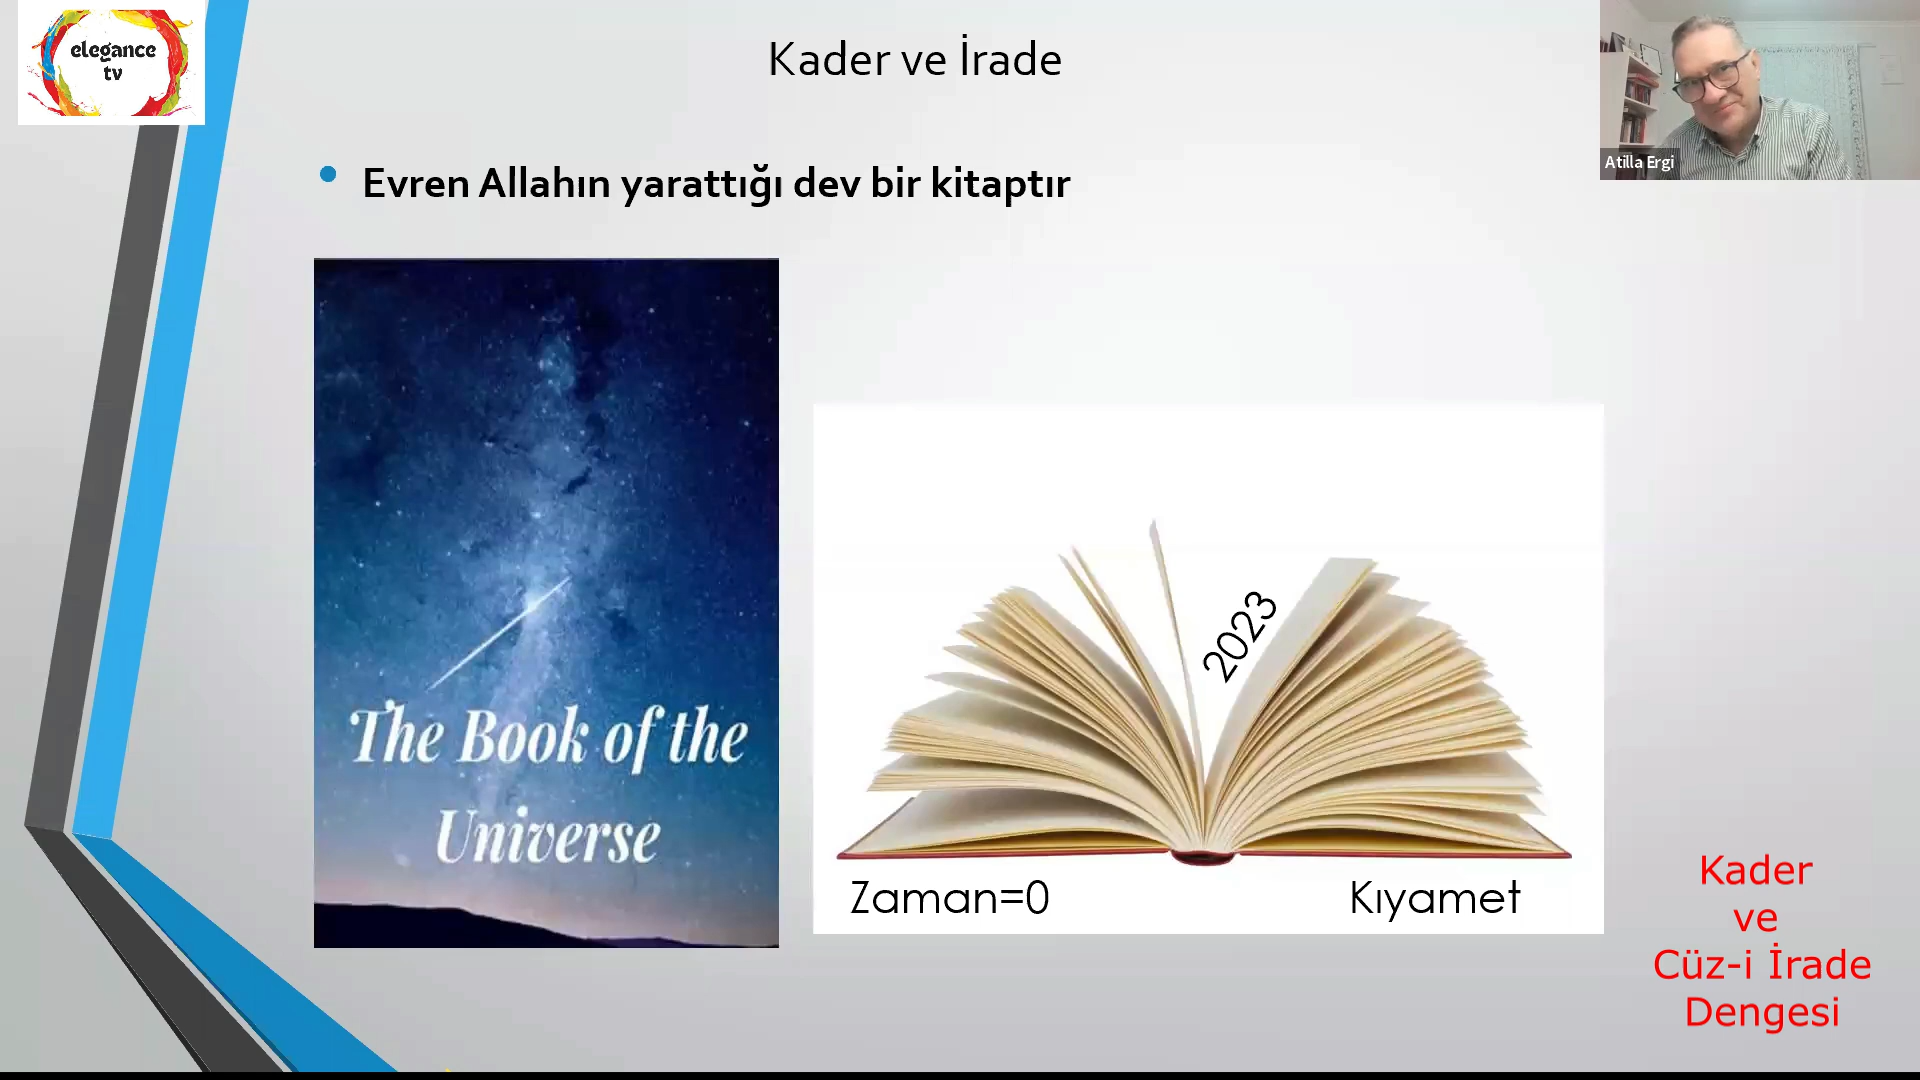 elegance
tv
Kader ve İrade
Atilla Ergi
• Evren Allahın yarattığı dev bir kitaptır
The Book of the
Universe
2023
Zaman=0
Kıyamet
Kader
ve
Cüz-i İrade
Dengesi